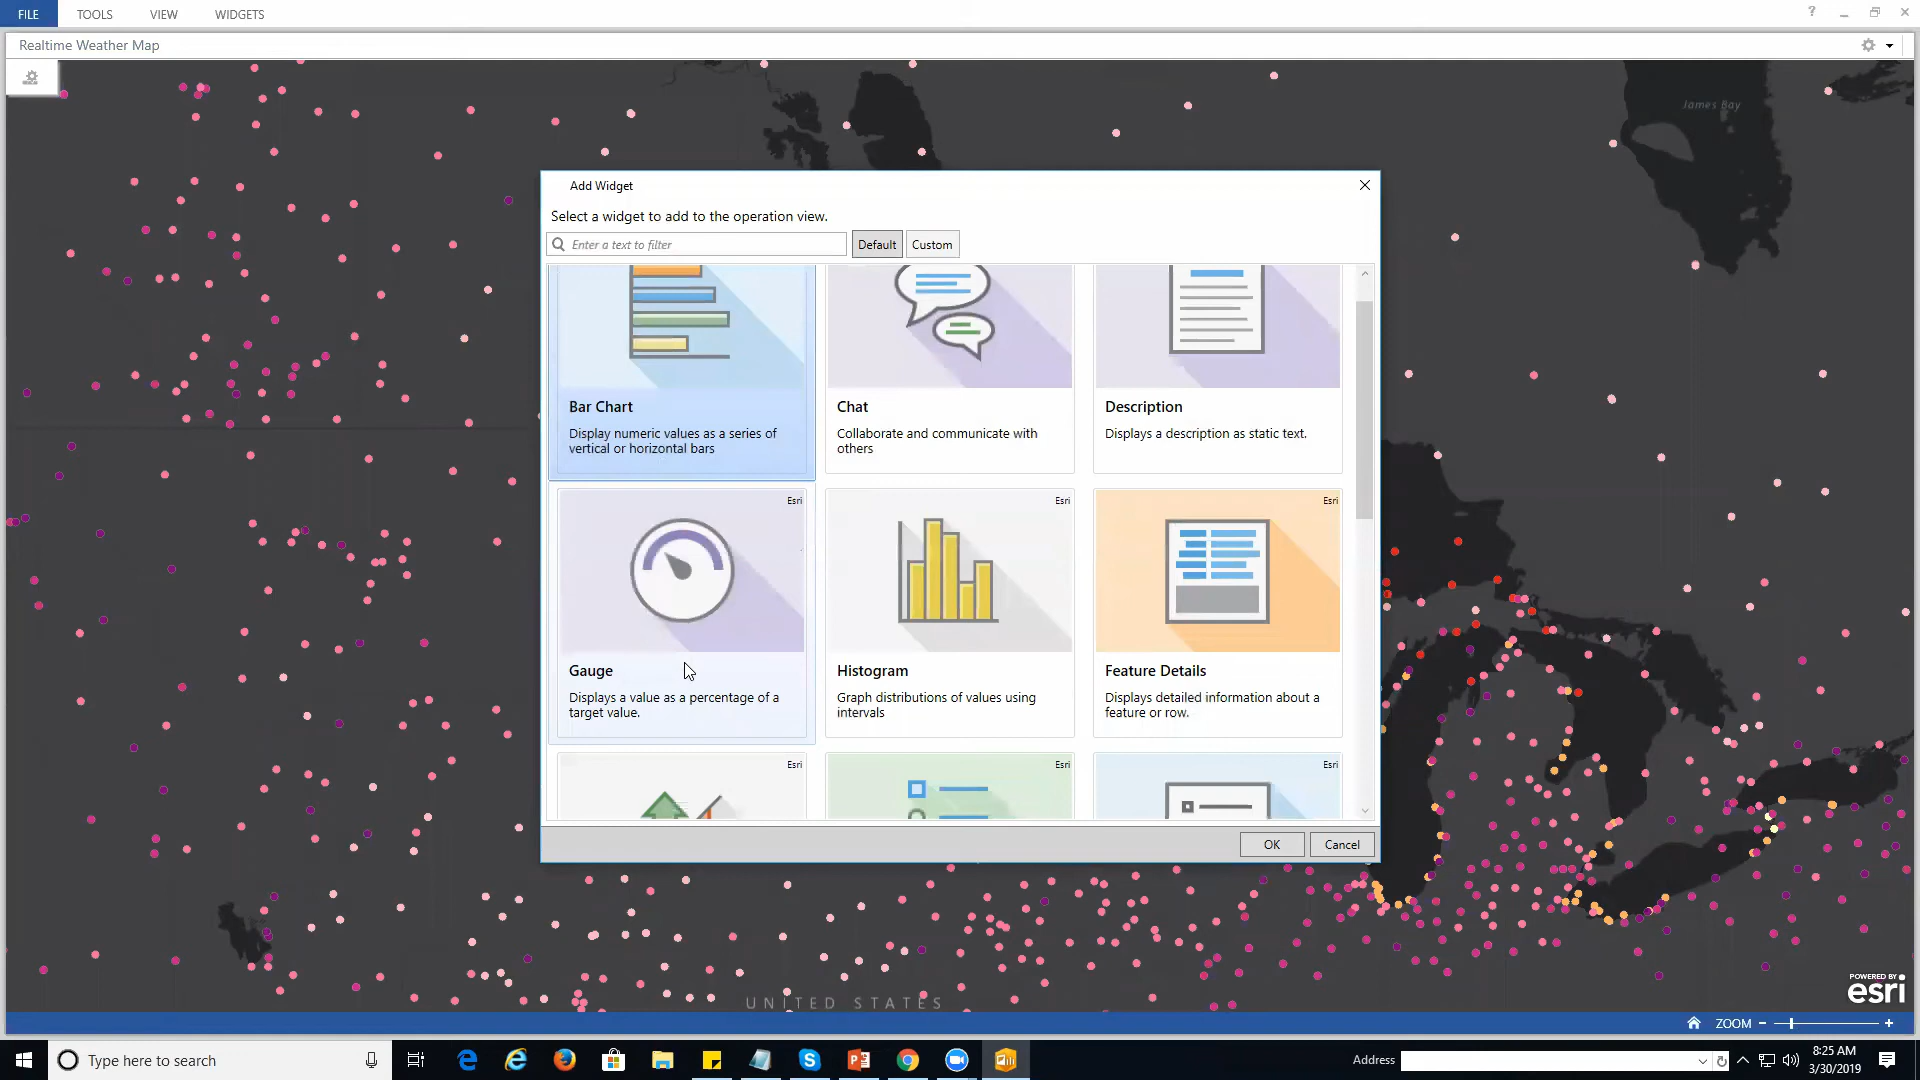 FILE TOOLS VIEW WIDGETS
?
Realtime Weather Map
James Bay
Add Widget
Select a widget to add to the operation view.
Enter a text to filter Default Custom
Bar Chart
Display numeric values as a series of
vertical or horizontal bars
Chat
Collaborate and communicate with
others
Description
Displays a description as static text.
Esri
Gauge
Displays a value as a percentage of a
target value.
Esri
Histogram
Graph distributions of values using
intervals
Esri
Feature Details
Displays detailed information about a
feature or row.
Esri
Esri
Esri
OK Cancel
UNITED STATES
POWERED BY
esri
ZOOM
Type here to search
Address
8:25 AM
3/30/2019